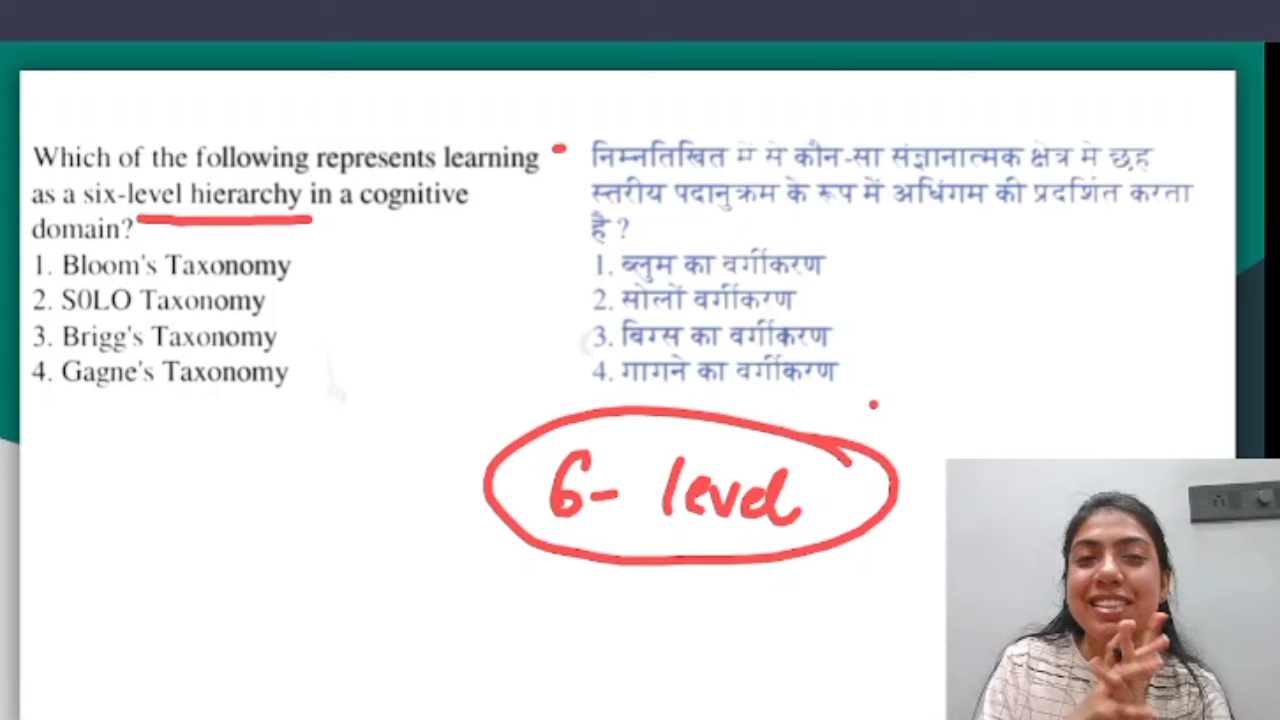 Which of the following represents learning
as a six-level hierarchy in a cognitive
domain?
1. Bloom's Taxonomy
2. S0LO Taxonomy
3. Brigg's Taxonomy
4. Gagne's Taxonomy
निम्नतिखित में से कौन-सा संज्ञानात्मक क्षेत्र मे छह
स्तरीय पदानुक्रम के रूप में अधिगम की प्रदर्शित करता
है ?
1. ब्लुम का वर्गीकरण
2. सोलों वर्गीकरण
3. बिग्स का वर्गीकरण
4. गागने का वर्गीकरण
6- level